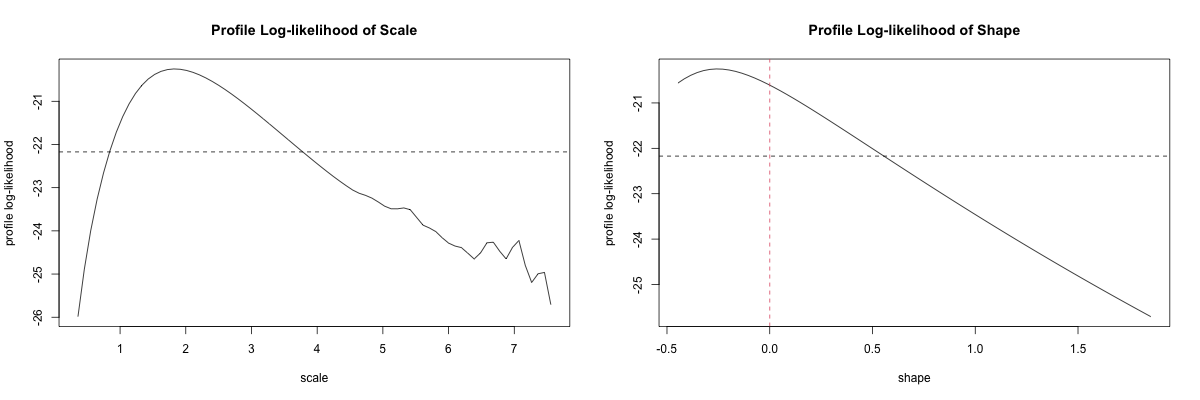 Profile Log-likelihood of Scale
profile log-likelihood
-21
-22
-23
-24
-25
-26
1 2 3 4 5 6 7
scale
Profile Log-likelihood of Shape
profile log-likelihood
-21
-22
-23
-24
-25
-0.5 0.0 0.5 1.0 1.5
shape